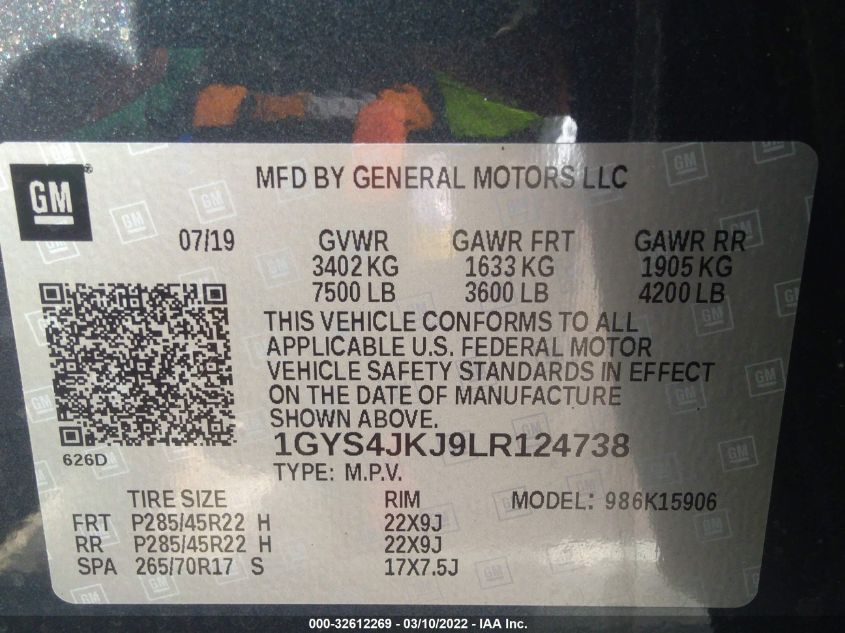 GM
MFD BY GENERAL MOTORS LLC
07/19 GVWR GAWR FRT GAWR RR
3402 KG 1633 KG 1905 KG
7500 LB 3600 LB 4200 LB
THIS VEHICLE CONFORMS TO ALL
APPLICABLE U.S. FEDERAL MOTOR
VEHICLE SAFETY STANDARDS IN EFFECT
ON THE DATE OF MANUFACTURE
SHOWN ABOVE.
1GYS4JKJ9LR124738
626D
TYPE: M.P.V.
TIRE SIZE RIM MODEL: 986K15906
FRT P285/45R22 H 22X9J
RR P285/45R22 H 22X9J
SPA 265/70R17 S 17X7.5J
000-32612269 - 03/10/2022 - IAA Inc.